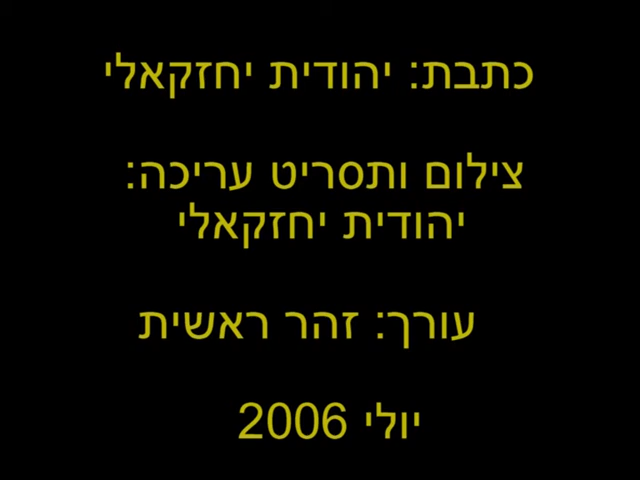 כתבת: יהודית יחזקאלי
צילום ותסריט עריכה:
יהודית יחזקאלי
עורך: זהר ראשית
יולי 2006